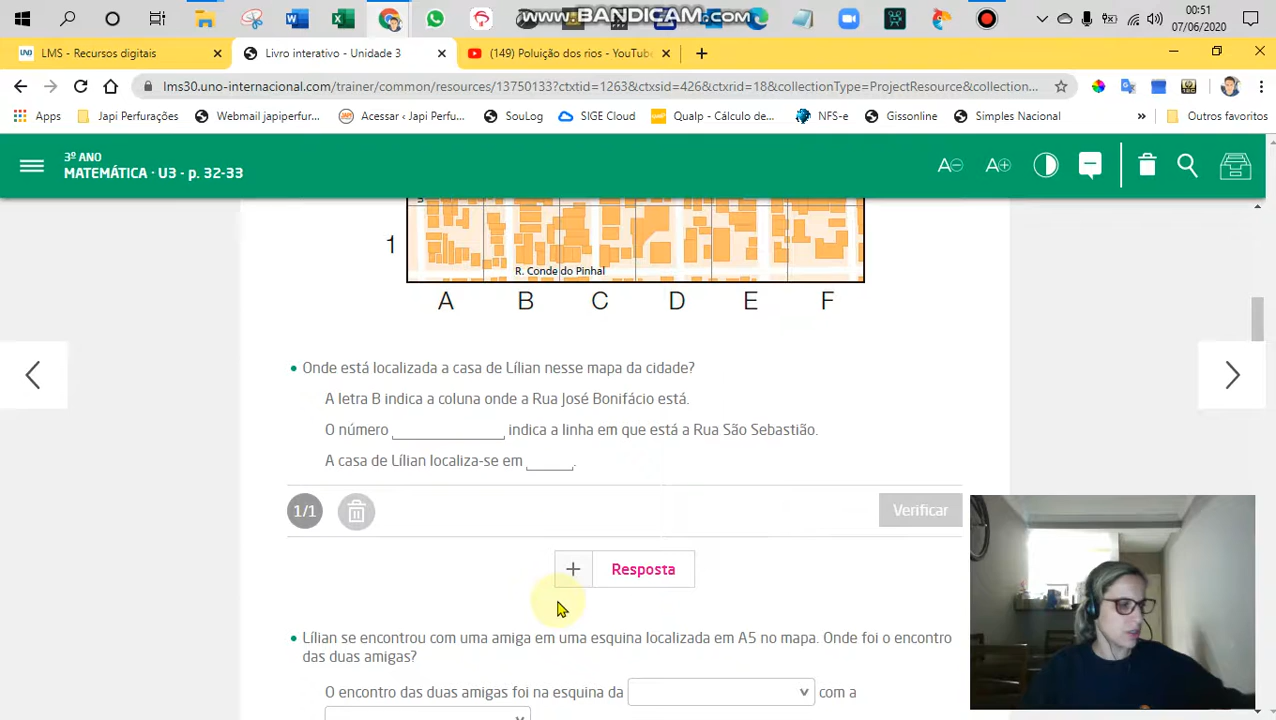 www.BANDICAM.com
00:51
07/06/2020
LMS - Recursos digitais
Livro interativo - Unidade 3
(149) Poluição dos rios - YouTube
lms30.uno-internacional.com/trainer/commdx/resources/13750133?ctxtid=1263&ctxsid=426&ctxrid=18&collectionType=ProjectResource&collection...
Apps
Japi Perfurações
Webmail japiperfur...
Acessar ‹ Japi Perfu...
SouLog
SIGE Cloud
Qualp - Cálculo de...
NFS-e
Gissonline
Simples Nacional
»
Outros favoritos
3º ANO
MATEMÁTICA · U3 - p. 32-33
A- A+
1
R. Conde do Pinhal
A B C D E F
• Onde está localizada a casa de Lílian nesse mapa da cidade?
A letra B indica a coluna onde a Rua José Bonifácio está.
O número ____ indica a linha em que está a Rua São Sebastião.
A casa de Lílian localiza-se em ____.
1/1
Verificar
+ Resposta
• Lílian se encontrou com uma amiga em uma esquina localizada em A5 no mapa. Onde foi o encontro
das duas amigas?
O encontro das duas amigas foi na esquina da com a